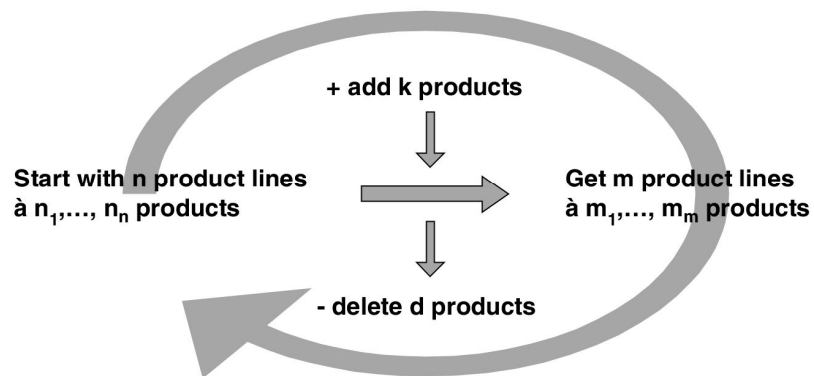 + add k products
Start with n product lines
à n₁,…, nₙ products
Get m product lines
à m₁,…, mₘ products
- delete d products